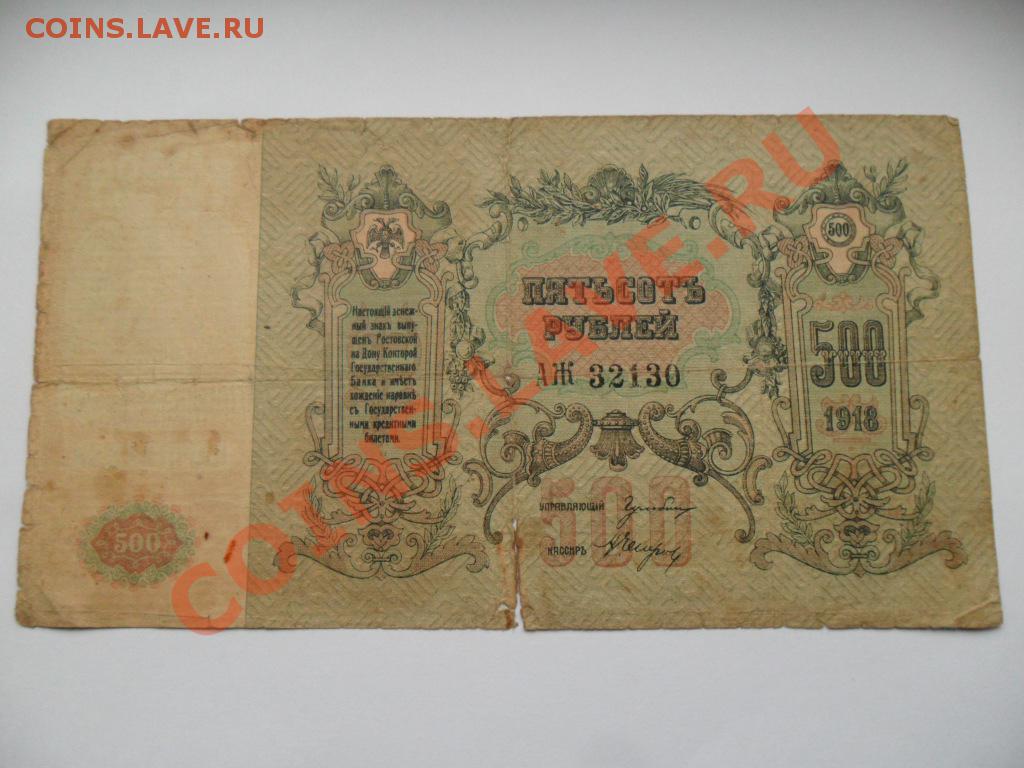 COINS.LAVE.RU
500
ПЯТЬСОТЪ
РУБЛЕЙ
АЖ 32130
Настоящій денеж-
ный знакъ выпу-
щен Ростовской
на Дону Конторой
Государственнаго
Банка и имѣетъ
хожденіе наравнѣ
съ Государствен-
ными кредитными
билетами.
500
1918
500
500
УПРАВЛЯЮЩІЙ
КАССИРЪ
COINS.LAVE.RU